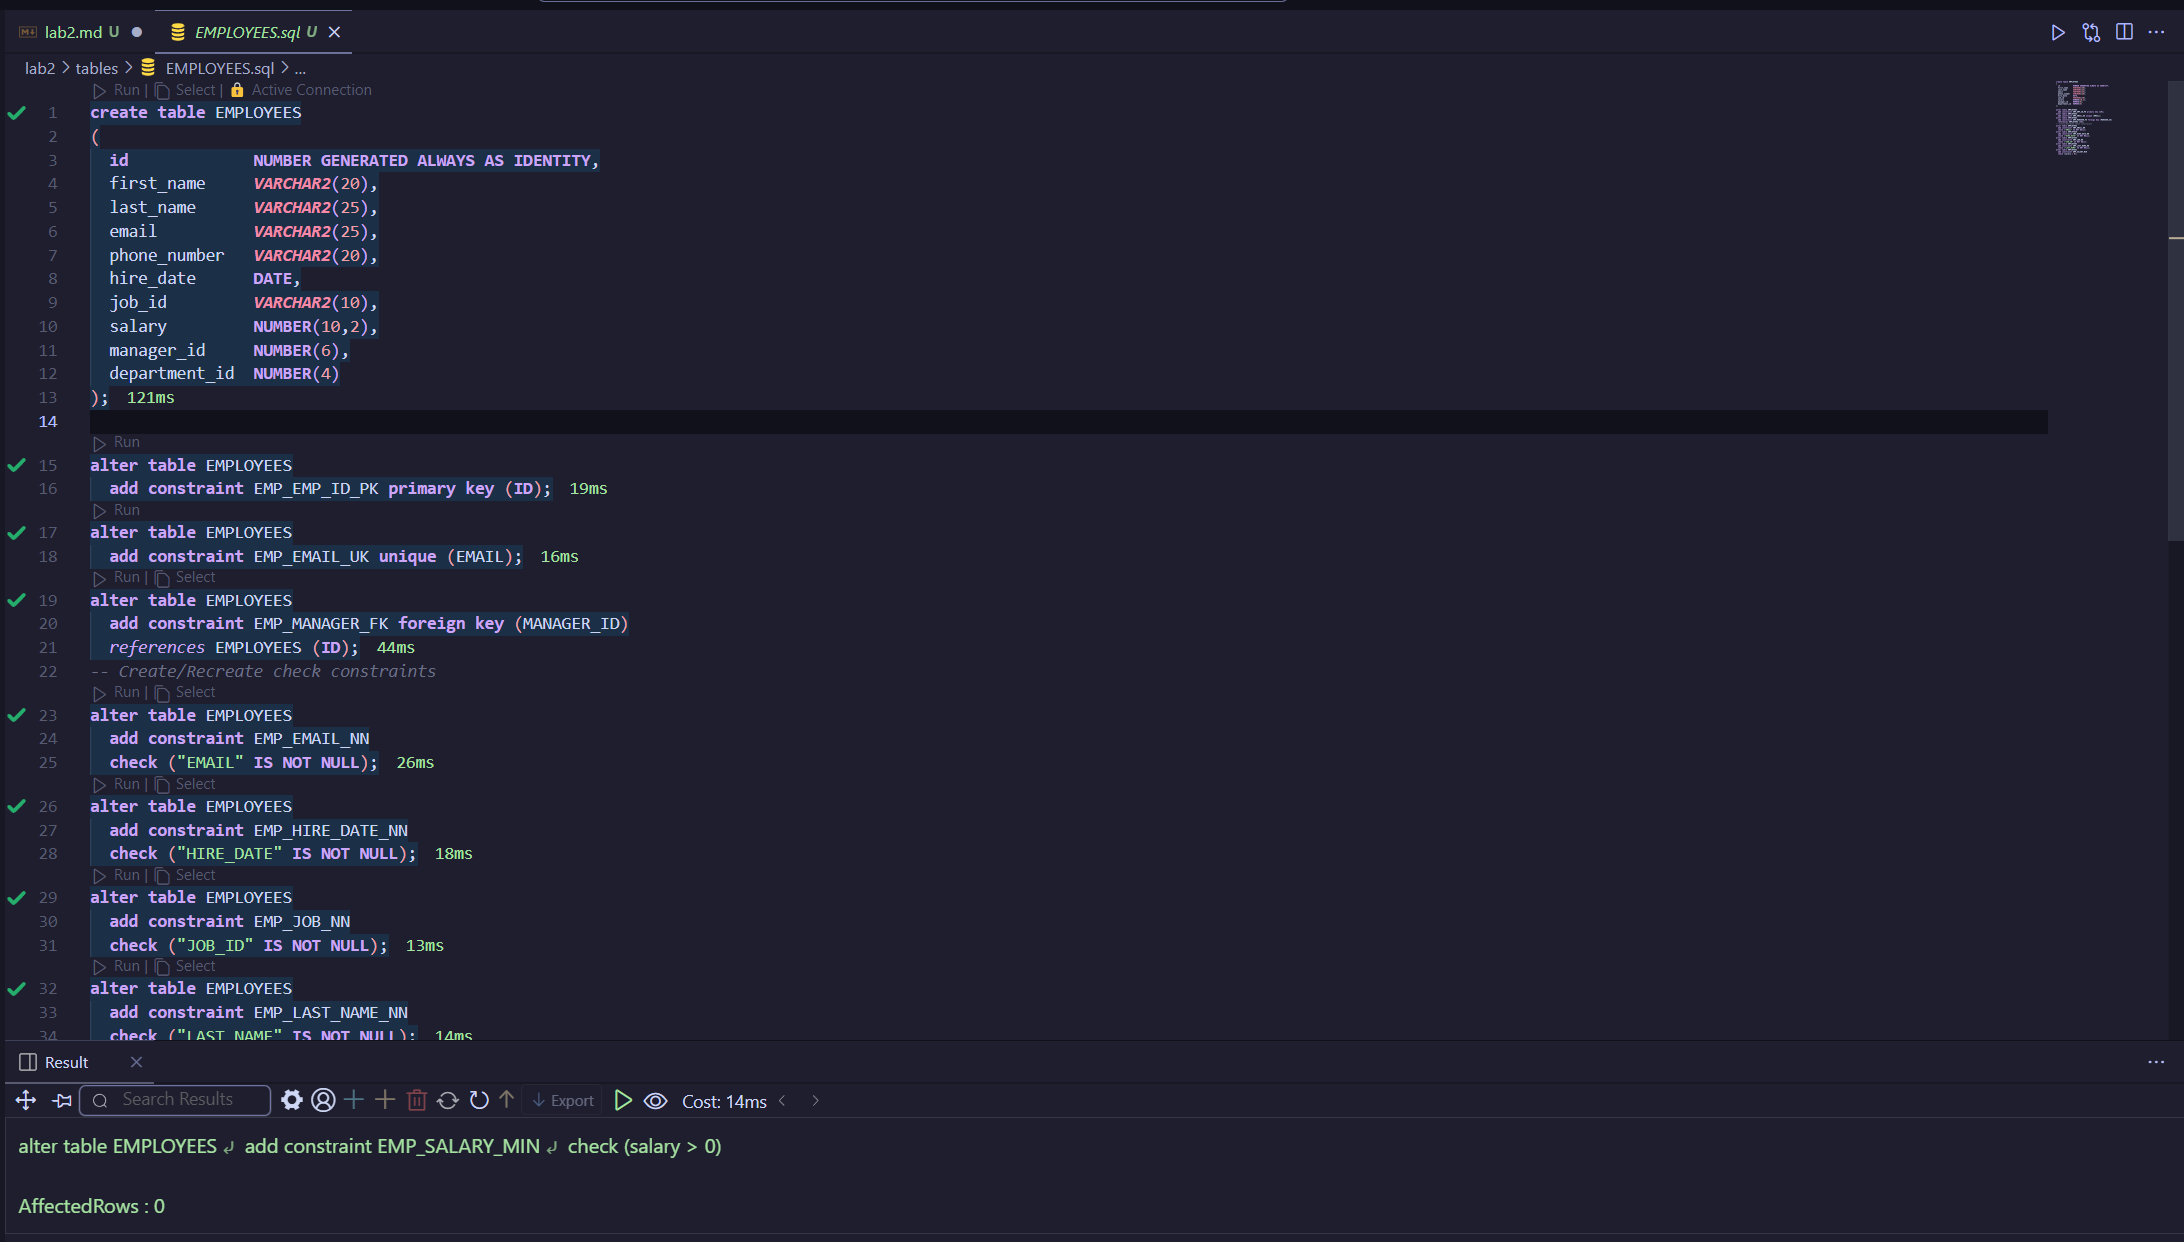 lab2.md U
EMPLOYEES.sql U
lab2 > tables > EMPLOYEES.sql > ...
Run | Select | Active Connection
1 create table EMPLOYEES
2 (
3 id NUMBER GENERATED ALWAYS AS IDENTITY,
4 first_name VARCHAR2(20),
5 last_name VARCHAR2(25),
6 email VARCHAR2(25),
7 phone_number VARCHAR2(20),
8 hire_date DATE,
9 job_id VARCHAR2(10),
10 salary NUMBER(10,2),
11 manager_id NUMBER(6),
12 department_id NUMBER(4)
13 ); 121ms
14
Run
15 alter table EMPLOYEES
16 add constraint EMP_EMP_ID_PK primary key (ID); 19ms
Run
17 alter table EMPLOYEES
18 add constraint EMP_EMAIL_UK unique (EMAIL); 16ms
Run | Select
19 alter table EMPLOYEES
20 add constraint EMP_MANAGER_FK foreign key (MANAGER_ID)
21 references EMPLOYEES (ID); 44ms
22 -- Create/Recreate check constraints
Run | Select
23 alter table EMPLOYEES
24 add constraint EMP_EMAIL_NN
25 check ("EMAIL" IS NOT NULL); 26ms
Run | Select
26 alter table EMPLOYEES
27 add constraint EMP_HIRE_DATE_NN
28 check ("HIRE_DATE" IS NOT NULL); 18ms
Run | Select
29 alter table EMPLOYEES
30 add constraint EMP_JOB_NN
31 check ("JOB_ID" IS NOT NULL); 13ms
Run | Select
32 alter table EMPLOYEES
33 add constraint EMP_LAST_NAME_NN
34 check ("LAST_NAME" IS NOT NULL); 14ms
Result
Search Results
Export
Cost: 14ms
alter table EMPLOYEES ↲ add constraint EMP_SALARY_MIN ↲ check (salary > 0)
AffectedRows : 0